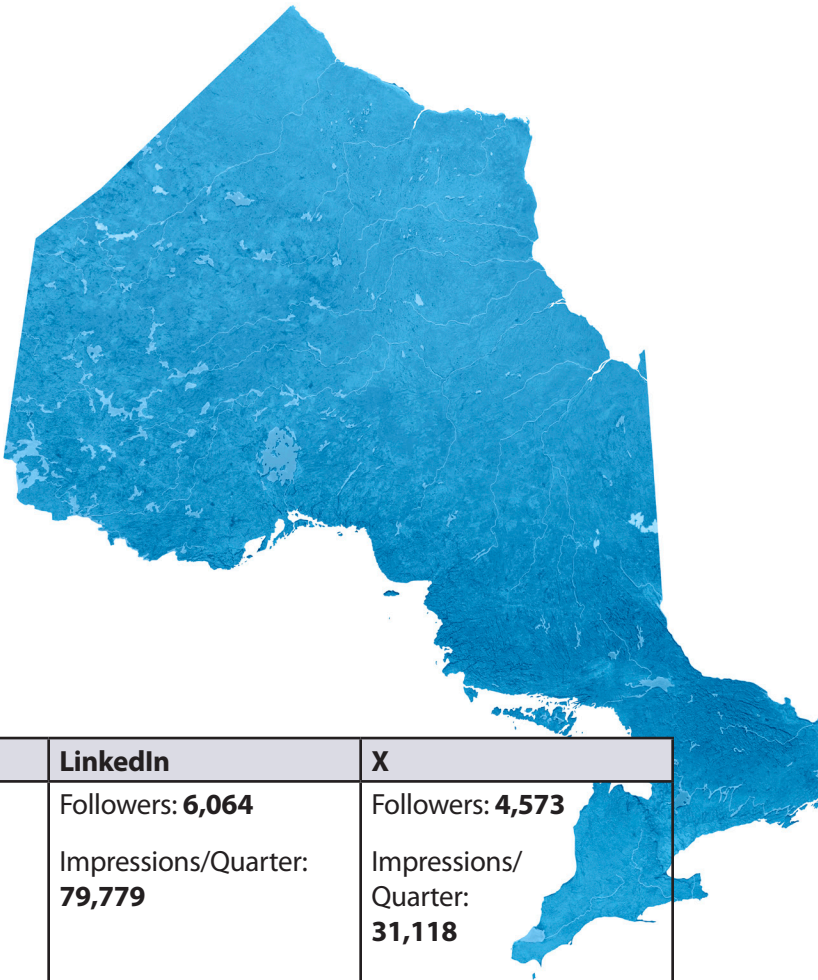 LinkedIn
X
Followers: 6,064
Impressions/Quarter:
79,779
Followers: 4,573
Impressions/
Quarter:
31,118